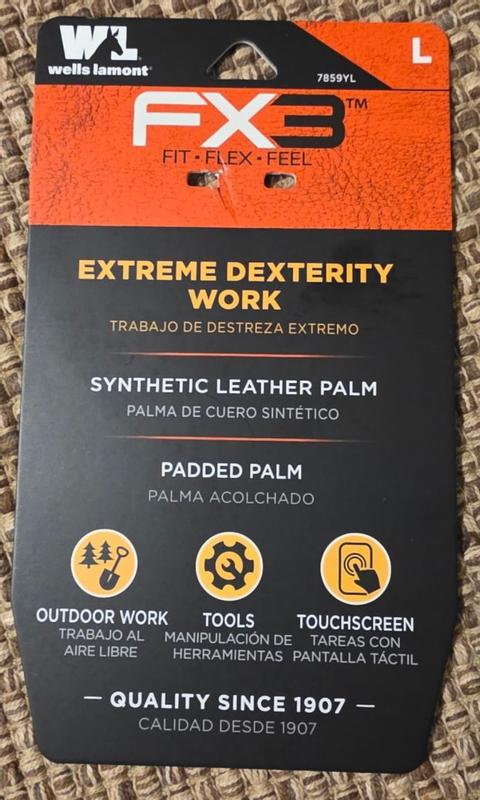 WL
wells lamont
L
7859YL
FX3™
FIT • FLEX • FEEL
EXTREME DEXTERITY
WORK
TRABAJO DE DESTREZA EXTREMO
SYNTHETIC LEATHER PALM
PALMA DE CUERO SINTÉTICO
PADDED PALM
PALMA ACOLCHADO
OUTDOOR WORK
TRABAJO AL
AIRE LIBRE
TOOLS
MANIPULACIÓN DE
HERRAMIENTAS
TOUCHSCREEN
TAREAS CON
PANTALLA TÁCTIL
— QUALITY SINCE 1907 —
CALIDAD DESDE 1907